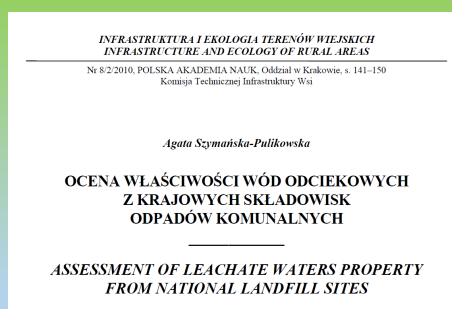 INFRASTRUKTURA I EKOLOGIA TERENÓW WIEJSKICH
INFRASTRUCTURE AND ECOLOGY OF RURAL AREAS
Nr 8/2/2010, POLSKA AKADEMIA NAUK, Oddział w Krakowie, s. 141–150
Komisja Technicznej Infrastruktury Wsi
Agata Szymańska-Pulikowska
OCENA WŁAŚCIWOŚCI WÓD ODCIEKOWYCH
Z KRAJOWYCH SKŁADOWISK
ODPADÓW KOMUNALNYCH
ASSESSMENT OF LEACHATE WATERS PROPERTY
FROM NATIONAL LANDFILL SITES